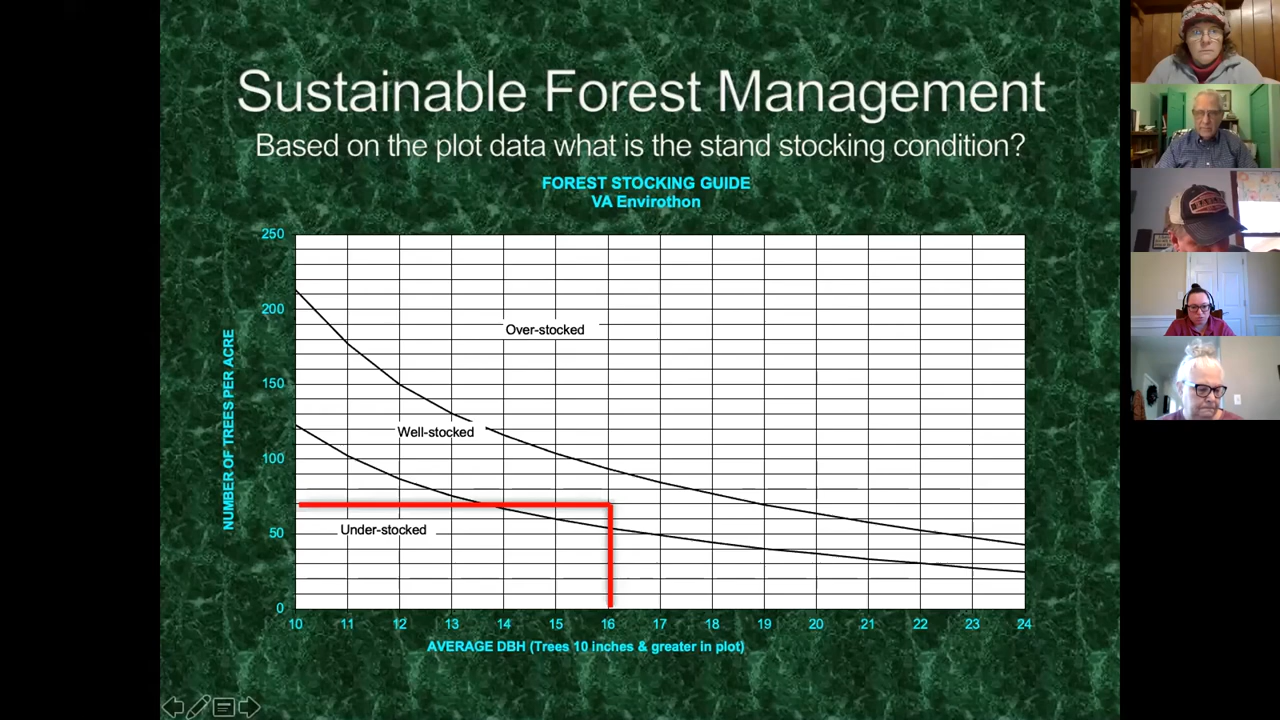 Sustainable Forest Management
Based on the plot data what is the stand stocking condition?
FOREST STOCKING GUIDE
VA Envirothon
NUMBER OF TREES PER ACRE
250
200
150
100
50
0
Over-stocked
Well-stocked
Under-stocked
10 11 12 13 14 15 16 17 18 19 20 21 22 23 24
AVERAGE DBH (Trees 10 inches & greater in plot)